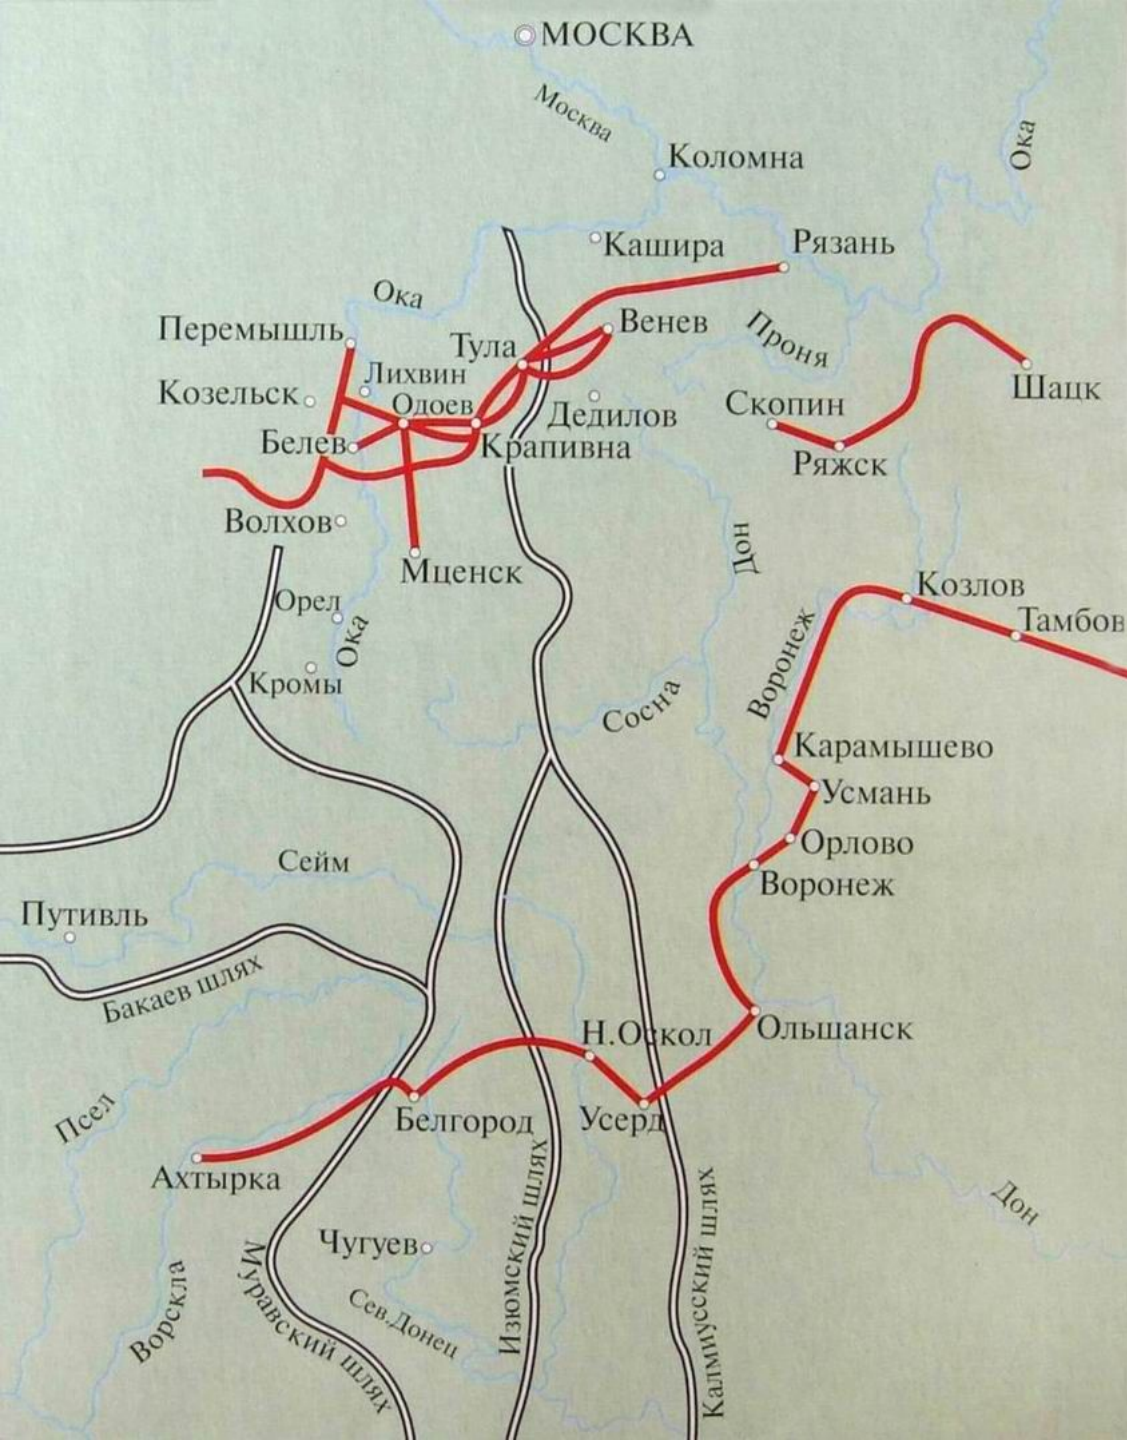 МОСКВА
Москва
Ока
Коломна
Кашира
Рязань
Ока
Перемышль
Тула
Венев
Проня
Лихвин
Козельск
Одоев
Дедилов
Скопин
Шацк
Белев
Крапивна
Ряжск
Волхов
Мценск
Дон
Козлов
Орел
Ока
Тамбов
Кромы
Воронеж
Сосна
Карамышево
Усмань
Орлово
Сейм
Воронеж
Путивль
Бакаев шлях
Н.Оскол
Ольшанск
Псел
Белгород
Усерд
Ахтырка
Дон
Чугуев
Ворскла
Муравский шлях
Сев.Донец
Изюмский шлях
Калмиусский шлях